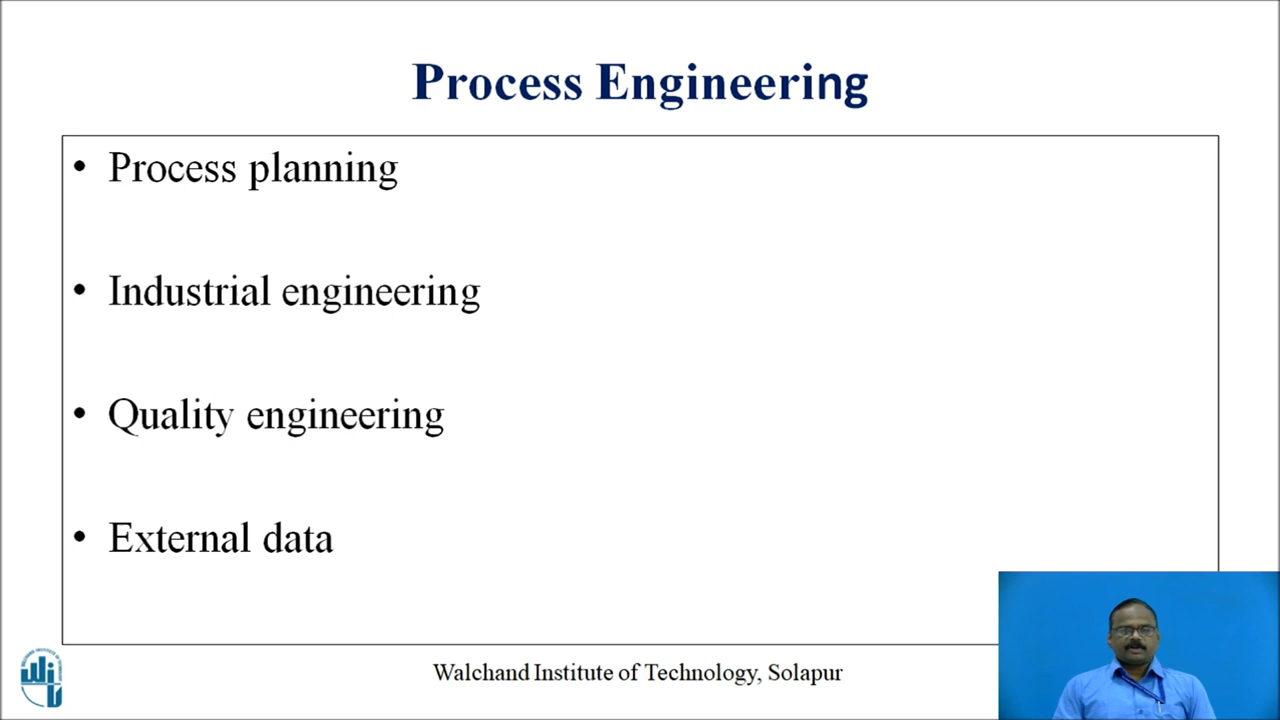 Process Engineering
• Process planning
• Industrial engineering
• Quality engineering
• External data
Walchand Institute of Technology, Solapur